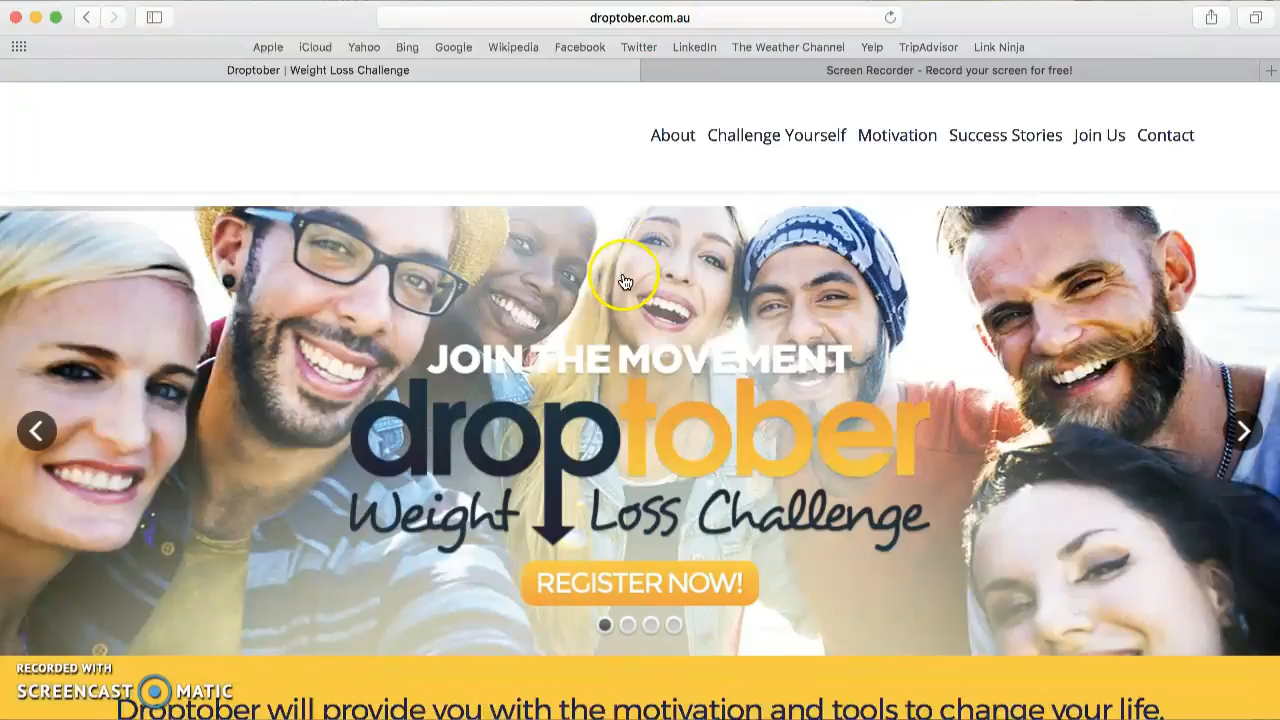 droptober.com.au
Apple iCloud Yahoo Bing Google Wikipedia Facebook Twitter LinkedIn The Weather Channel Yelp TripAdvisor Link Ninja
Droptober | Weight Loss Challenge Screen Recorder - Record your screen for free!
About Challenge Yourself Motivation Success Stories Join Us Contact
JOIN THE MOVEMENT
droptober
Weight Loss Challenge
REGISTER NOW!
RECORDED WITH
SCREENCAST MATIC
Droptober will provide you with the motivation and tools to change your life.